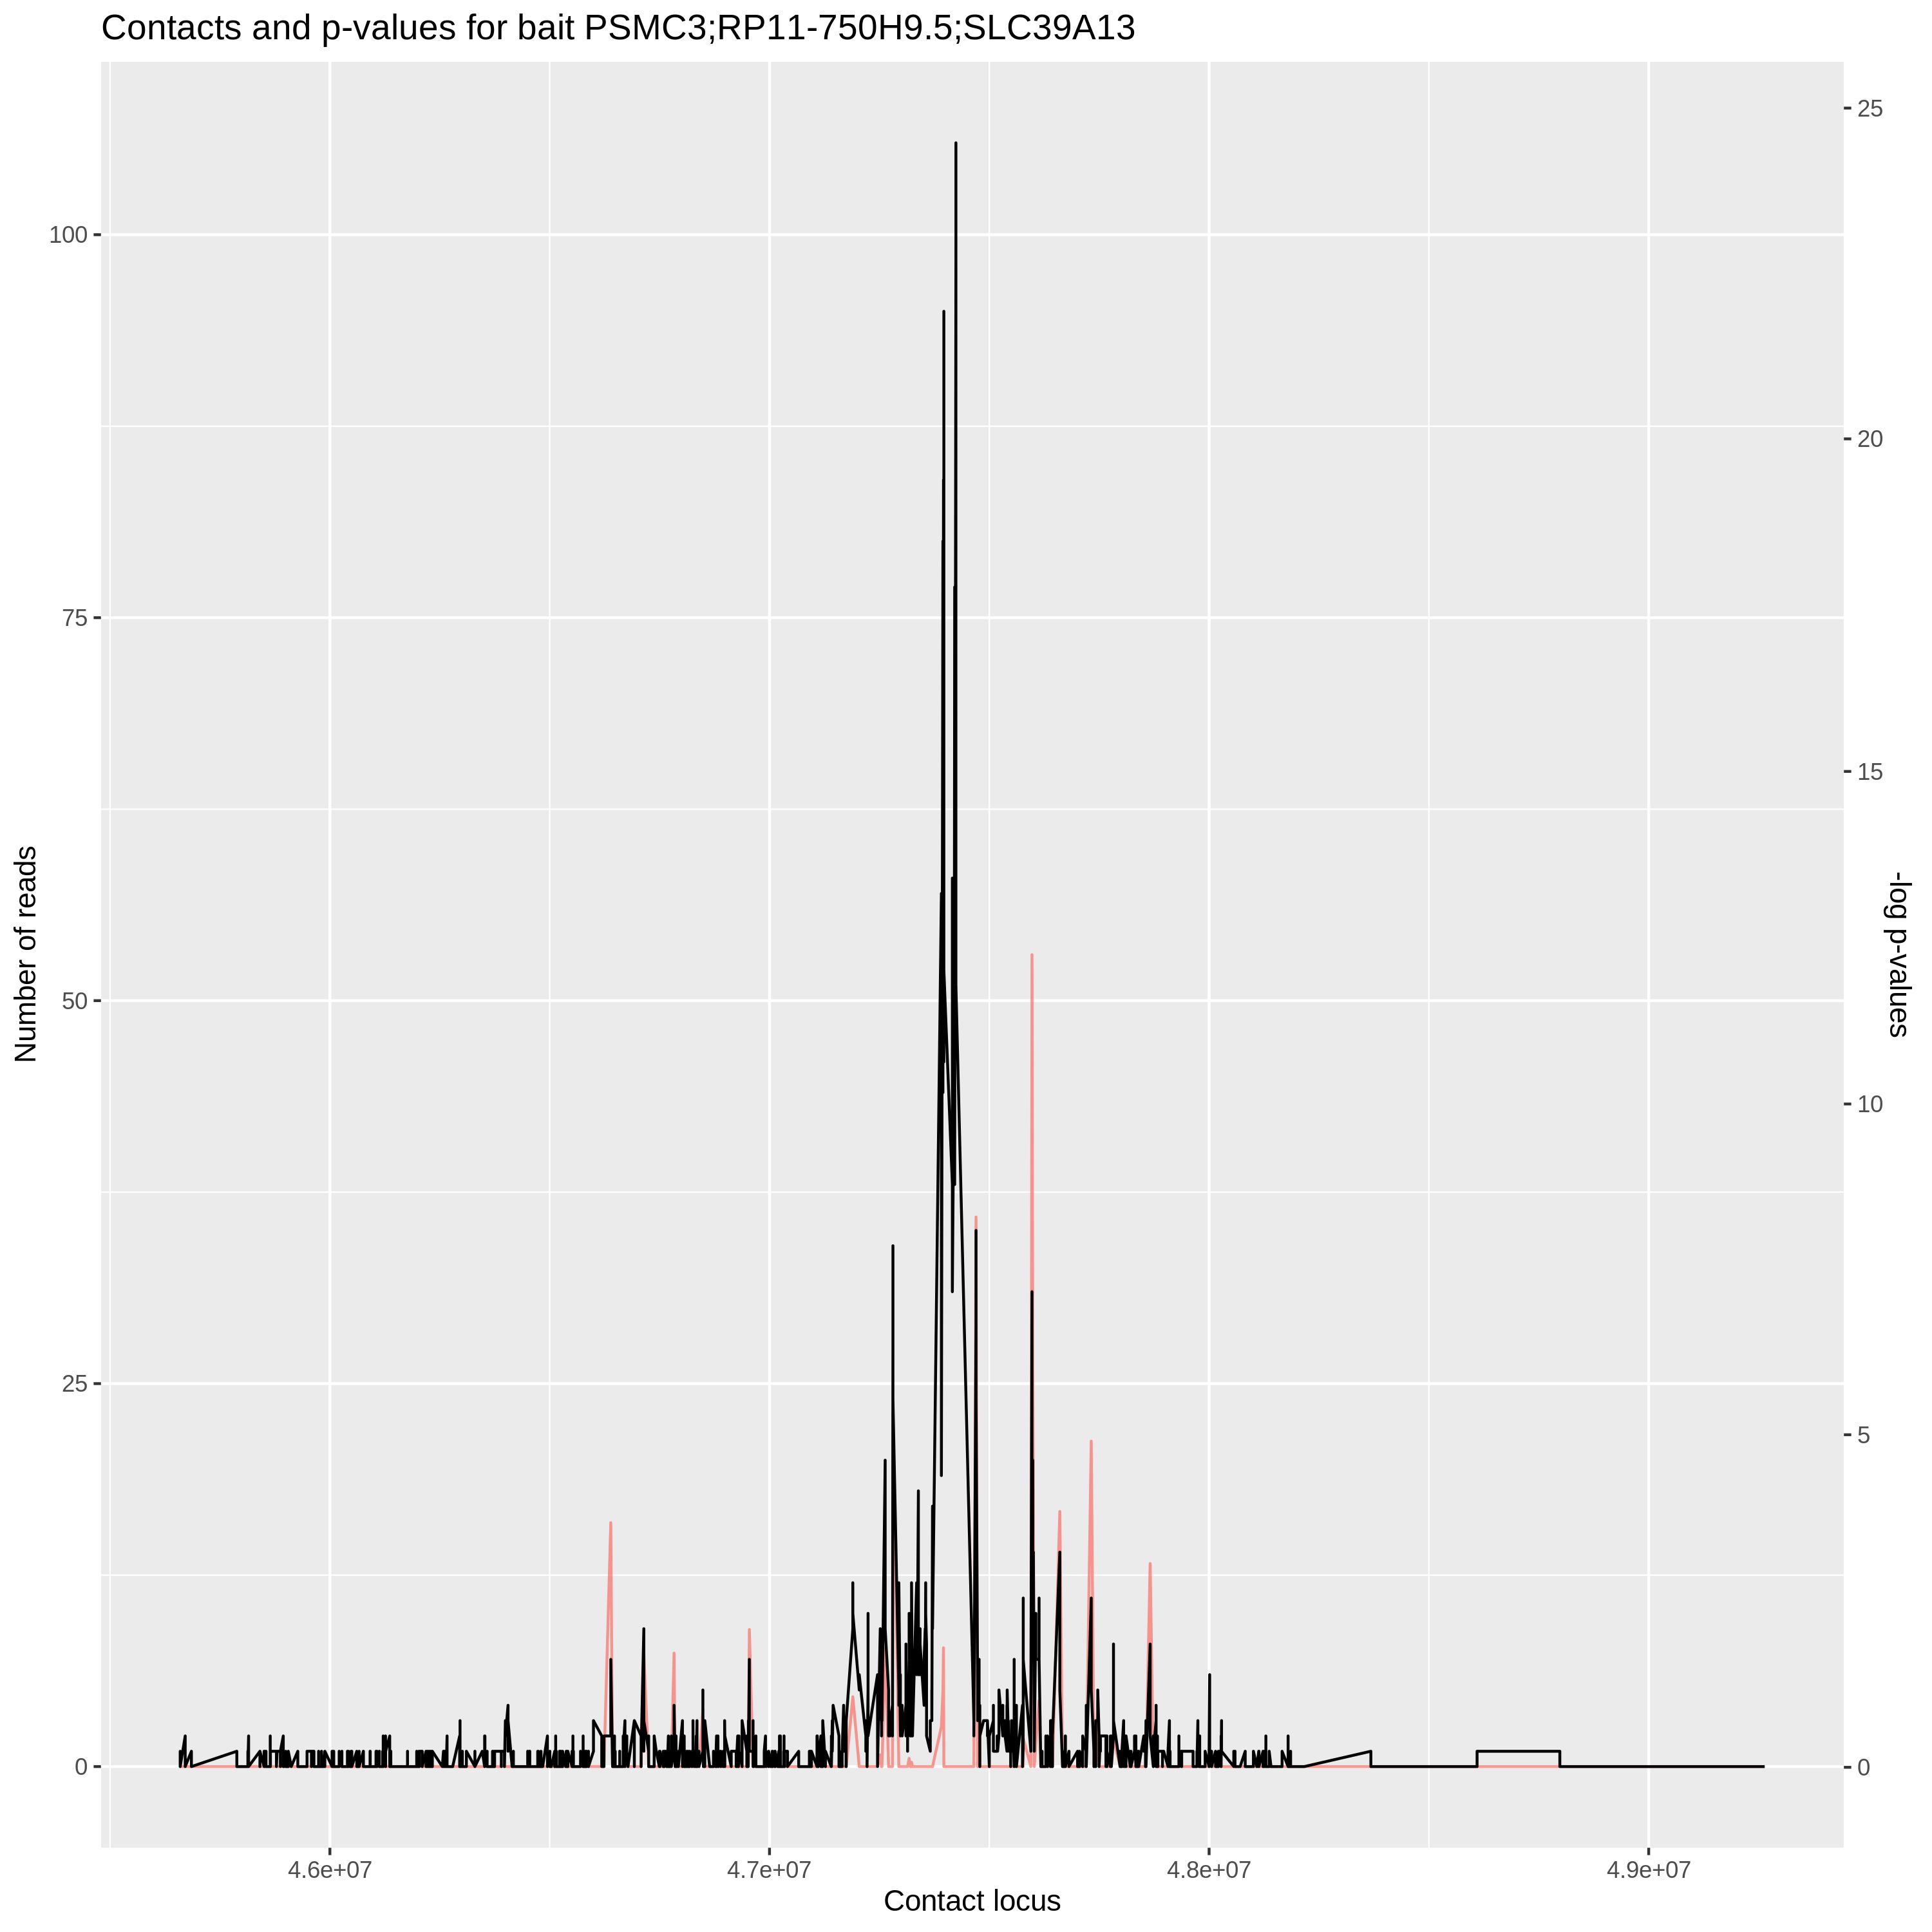 Contacts and p-values for bait PSMC3;RP11-750H9.5;SLC39A13
100
75
50
25
0
Number of reads
25
20
15
10
5
0
-log p-values
4.6e+07
4.7e+07
4.8e+07
4.9e+07
Contact locus